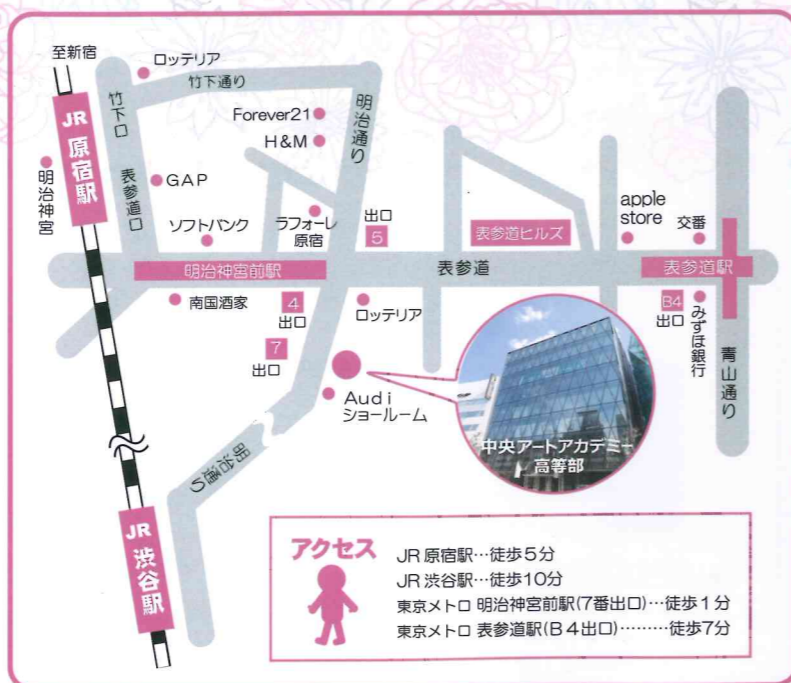 至新宿
ロッテリア
竹下通り
JR 原宿駅
竹下口
明治通り
Forever21
H&M
明治神宮
表参道口
GAP
ソフトバンク
ラフォーレ
原宿
出口
5
表参道ヒルズ
apple
store
交番
明治神宮前駅
表参道
表参道駅
南国酒家
4
出口
ロッテリア
B4
出口
みずほ銀行
7
出口
青山通り
Audi
ショールーム
中央アートアカデミー
高等部
明治通り
JR 渋谷駅
アクセス
JR 原宿駅…徒歩5分
JR 渋谷駅…徒歩10分
東京メトロ 明治神宮前駅(7番出口)…徒歩1分
東京メトロ 表参道駅(B4出口)………徒歩7分